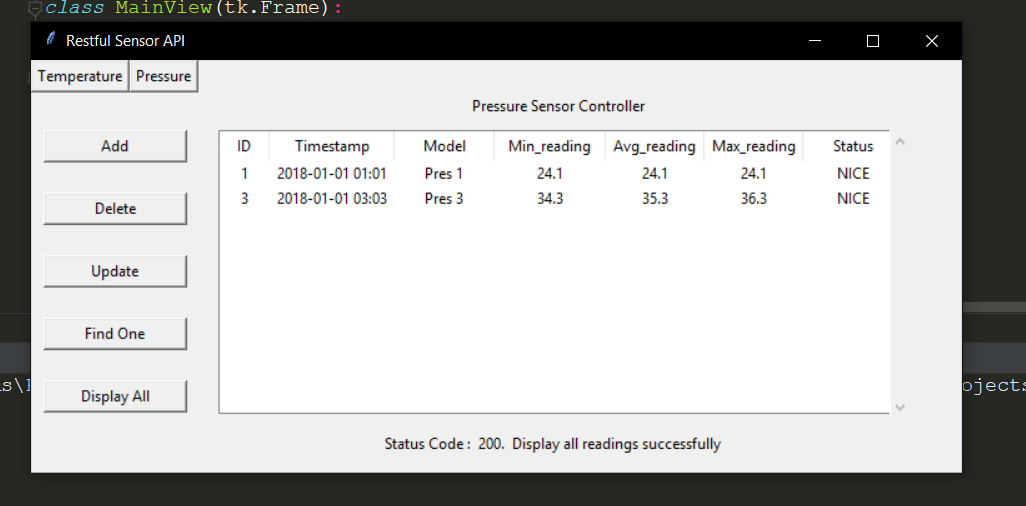 class MainView(tk.Frame):
Restful Sensor API
Temperature Pressure
Pressure Sensor Controller
Add
Delete
Update
Find One
Display All
ID Timestamp Model Min_reading Avg_reading Max_reading Status
1 2018-01-01 01:01 Pres 1 24.1 24.1 24.1 NICE
3 2018-01-01 03:03 Pres 3 34.3 35.3 36.3 NICE
Status Code : 200. Display all readings successfully